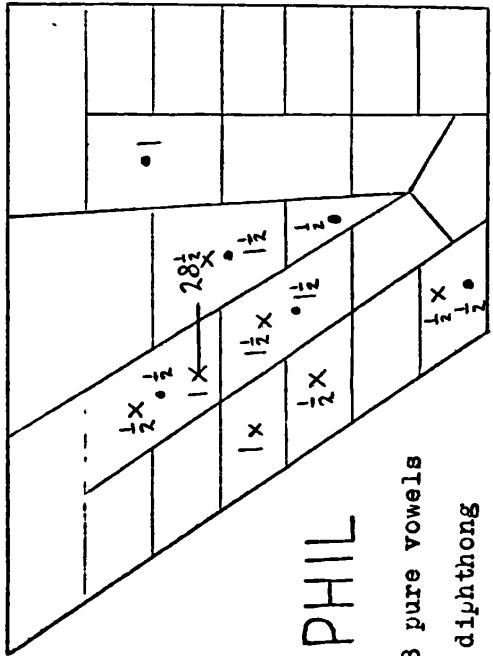 • 1
½ x
• ½
1 x
28½
x
• 1½
½
•
1½ x
• 1½
1 x
½ x
½ x
½ •
PHIL
pure vowels
diphthong